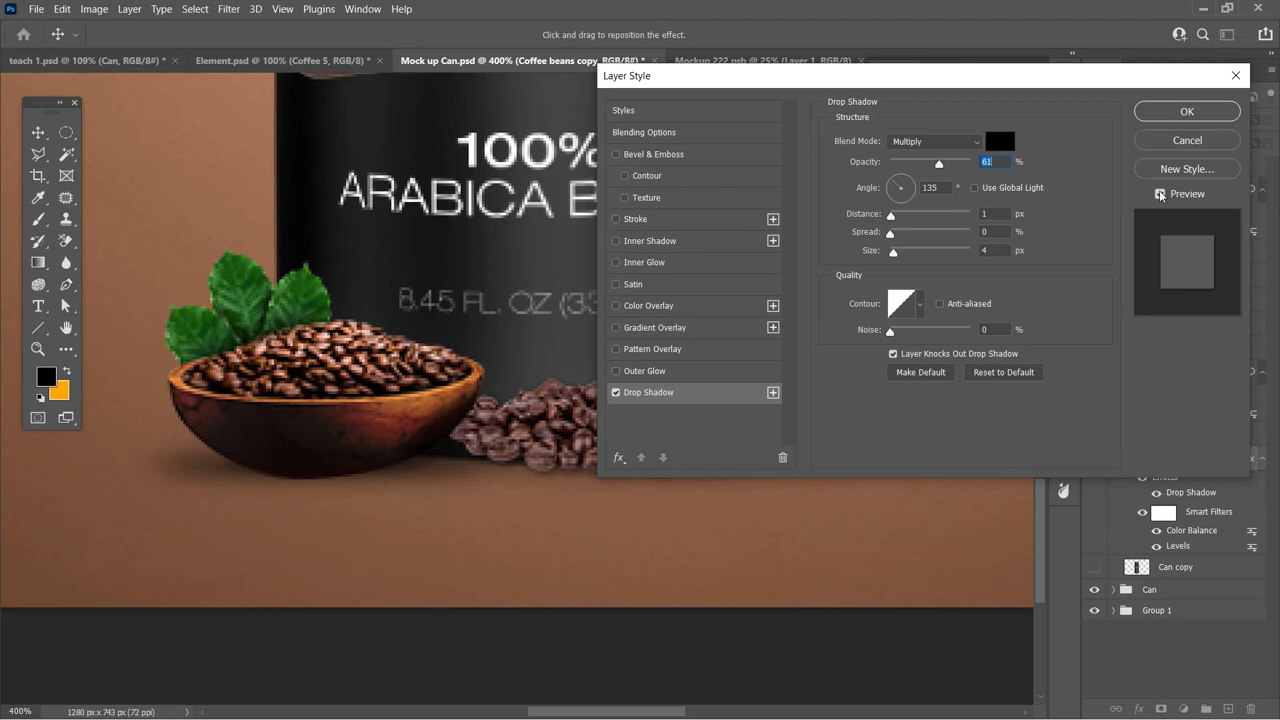 Ps File Edit Image Layer Type Select Filter 3D View Plugins Window Help
Click and drag to reposition the effect.
teach 1.psd @ 109% (Can, RGB/8#) * × Element.psd @ 100% (Coffee 5, RGB/8) * × Mock up Can.psd @ 400% (Coffee beans copy, RGB/8#) * × Mockup 222 psb @ 25% (Layer 1, RGB/8) ×
Layer Style
Styles
Blending Options
Bevel & Emboss
Contour
Texture
Stroke
Inner Shadow
Inner Glow
Satin
Color Overlay
Gradient Overlay
Pattern Overlay
Outer Glow
Drop Shadow
fx
Drop Shadow
Structure
Blend Mode: Multiply
Opacity: 61 %
Angle: 135 ° Use Global Light
Distance: 1 px
Spread: 0 %
Size: 4 px
Quality
Contour: Anti-aliased
Noise: 0 %
Layer Knocks Out Drop Shadow
Make Default Reset to Default
OK
Cancel
New Style...
Preview
100%
ARABICA B
8.45 FL. OZ (33
Effects
Drop Shadow
Smart Filters
Color Balance
Levels
Can copy
Can
Group 1
400% 1280 px x 743 px (72 ppi)
fx